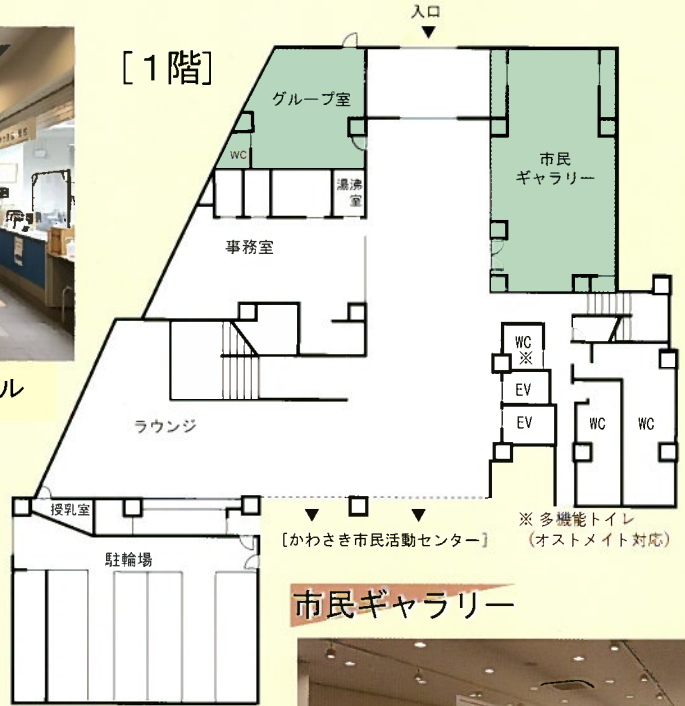 入口
▼
[1階]
グループ室
WC
湯沸
室
市民
ギャラリー
事務室
WC
※
EV
EV
WC
WC
ル
ラウンジ
授乳室
▼ ▼
[かわさき市民活動センター]
※ 多機能トイレ
(オストメイト対応)
駐輪場
市民ギャラリー